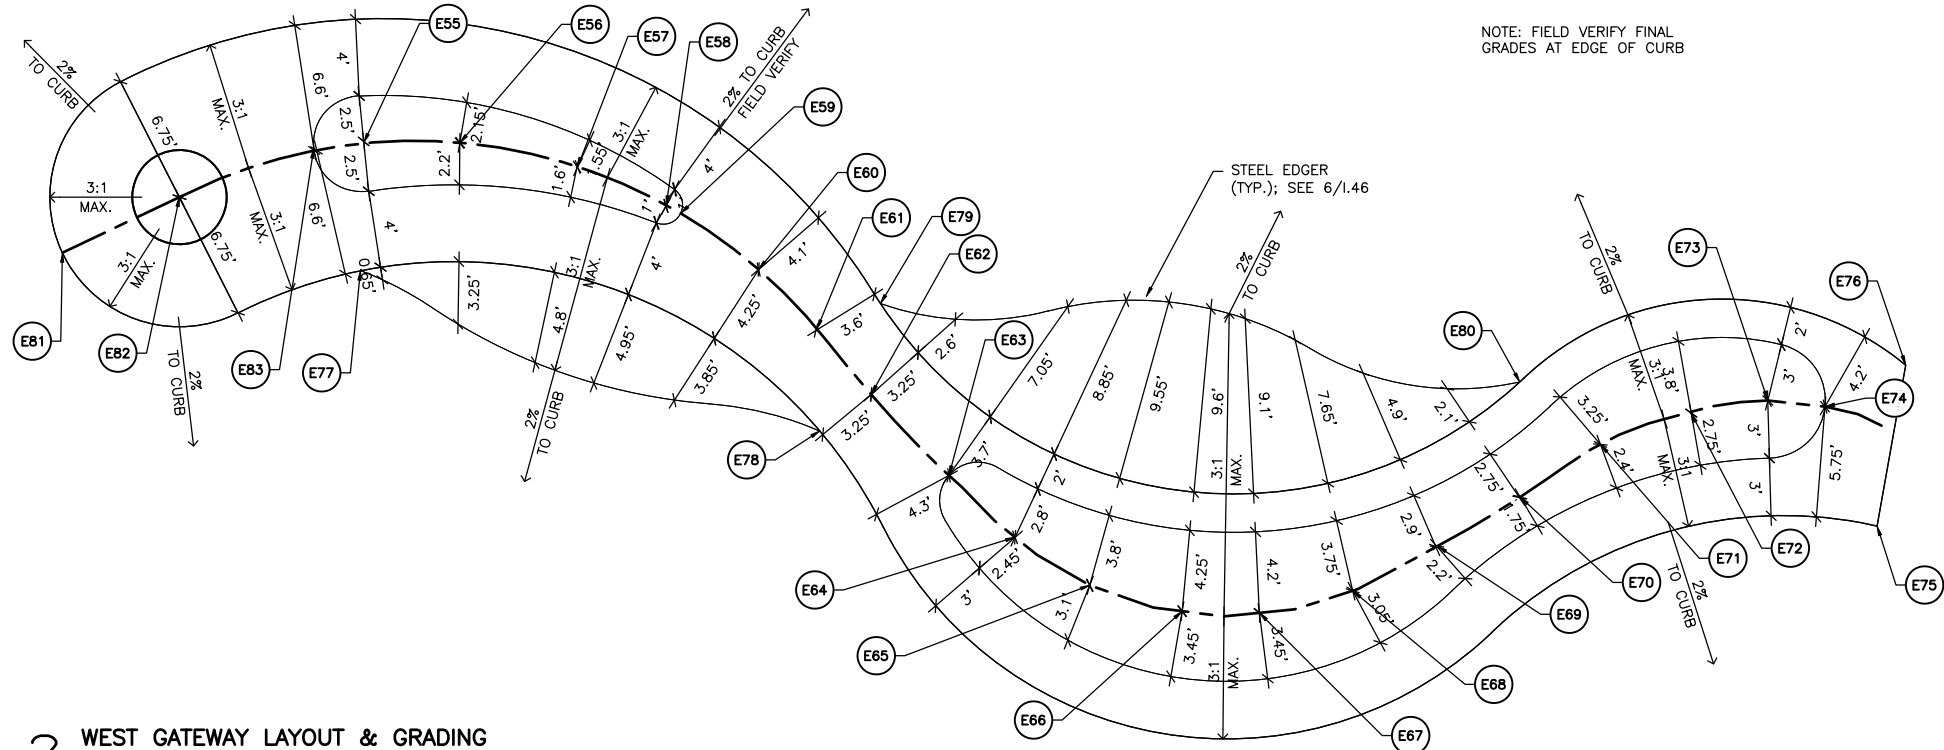 NOTE: FIELD VERIFY FINAL
GRADES AT EDGE OF CURB
E55
E56
E57
E58
2%
TO CURB
2% TO CURB
FIELD VERIFY
E59
4'
6.6'
3:1
MAX.
6.75'
2.5'
2.15'
3:1
MAX.
.55'
4'
2.5'
2.2'
1.6'
1'
E60
STEEL EDGER
(TYP.); SEE 6/I.46
3:1
MAX.
3:1
MAX.
6.6'
4'
6.75'
3:1
MAX.
4'
4.1'
E61
E79
E62
2%
TO CURB
2%
TO CURB
E73
E76
0.65'
3.25'
4.8'
3:1
MAX.
4.95'
4.25'
3.6'
E81
E82
E83
E77
2%
TO CURB
3.85'
2.6'
3.25'
3.25'
E63
7.05'
8.85'
9.55'
9.6'
9.1'
7.65'
4.9'
2.1'
E80
3.25'
3:1
MAX.
3.8'
2'
3'
4.2'
E74
2%
TO CURB
E78
3.7'
4.3'
2'
3:1
MAX.
2.75'
2.4'
2.75'
3:1
MAX.
3'
3'
5.75'
2.8'
2.45'
3'
3.8'
3.1'
4.25'
3.45'
4.2'
3.45'
3.75'
3.05'
2.9'
2.2'
1.75'
3:1
MAX.
E64
E65
E66
E67
E68
E69
E70
E71
E72
2%
TO CURB
E75
2 WEST GATEWAY LAYOUT & GRADING